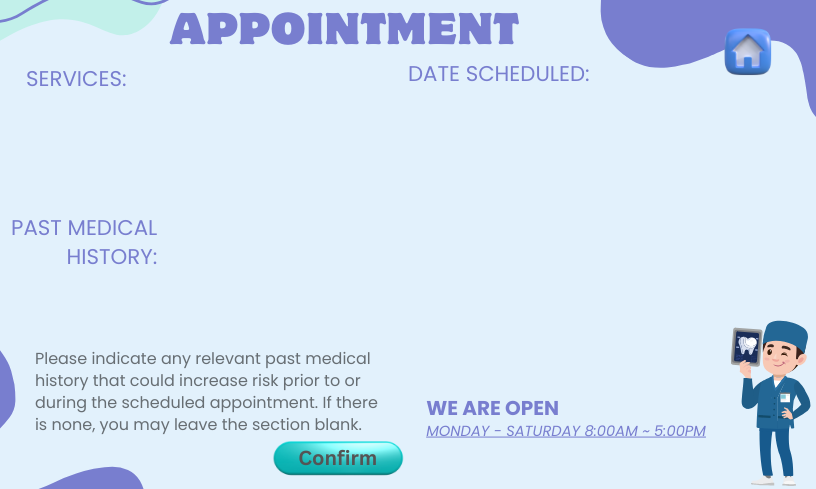 APPOINTMENT
SERVICES:
DATE SCHEDULED:
PAST MEDICAL
HISTORY:
Please indicate any relevant past medical
history that could increase risk prior to or
during the scheduled appointment. If there
is none, you may leave the section blank.
Confirm
WE ARE OPEN
MONDAY - SATURDAY 8:00AM ~ 5:00PM